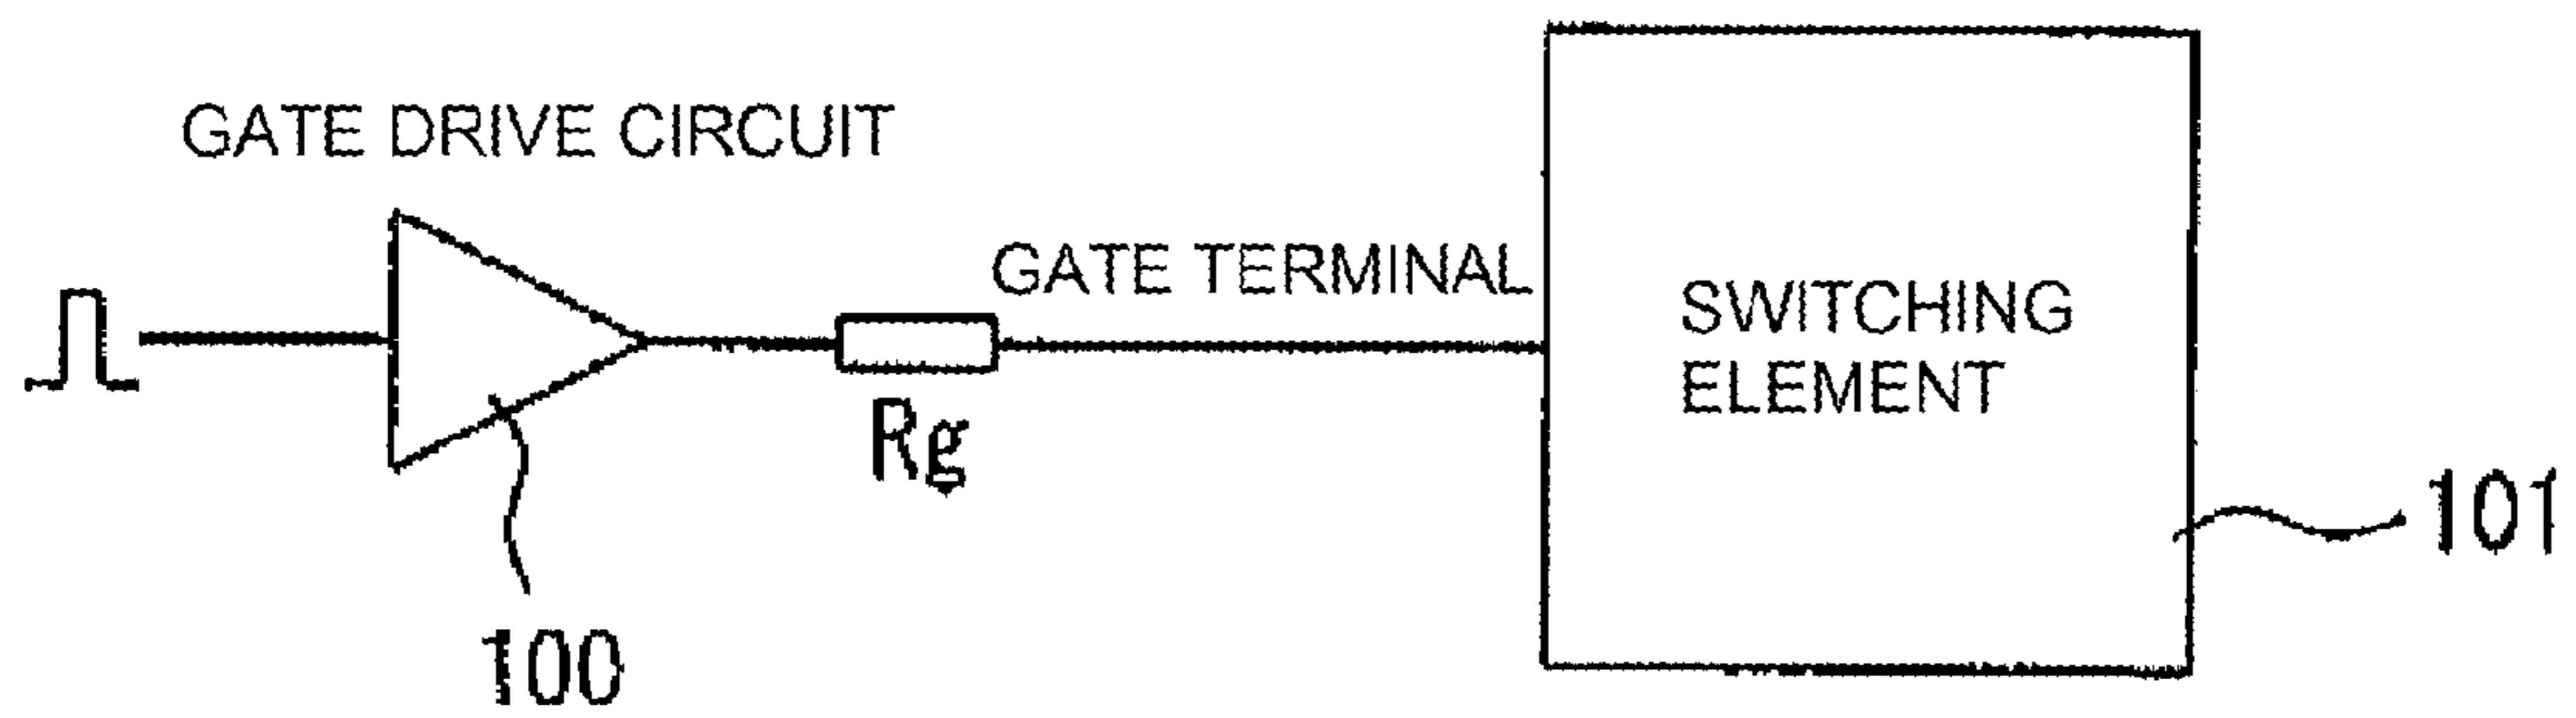 GATE DRIVE CIRCUIT
GATE TERMINAL
SWITCHING
ELEMENT
Rg
101
100